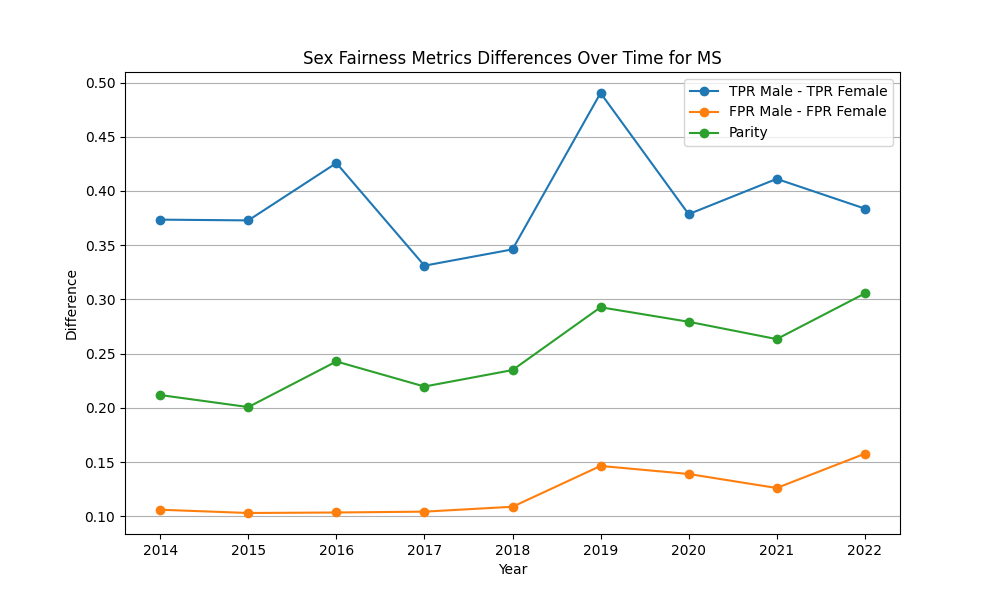 Sex Fairness Metrics Differences Over Time for MS
TPR Male - TPR Female
FPR Male - FPR Female
Parity
0.50
0.45
0.40
0.35
0.30
0.25
0.20
0.15
0.10
Difference
2014 2015 2016 2017 2018 2019 2020 2021 2022
Year